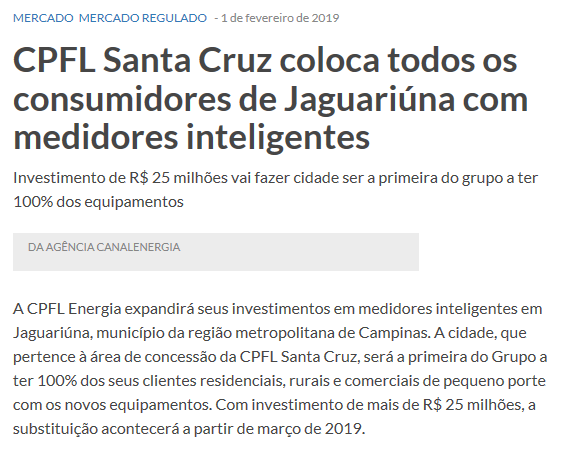 MERCADO MERCADO REGULADO - 1 de fevereiro de 2019
CPFL Santa Cruz coloca todos os
consumidores de Jaguariúna com
medidores inteligentes
Investimento de R$ 25 milhões vai fazer cidade ser a primeira do grupo a ter
100% dos equipamentos
DA AGÊNCIA CANALENERGIA
A CPFL Energia expandirá seus investimentos em medidores inteligentes em
Jaguariúna, município da região metropolitana de Campinas. A cidade, que
pertence à área de concessão da CPFL Santa Cruz, será a primeira do Grupo a
ter 100% dos seus clientes residenciais, rurais e comerciais de pequeno porte
com os novos equipamentos. Com investimento de mais de R$ 25 milhões, a
substituição acontecerá a partir de março de 2019.